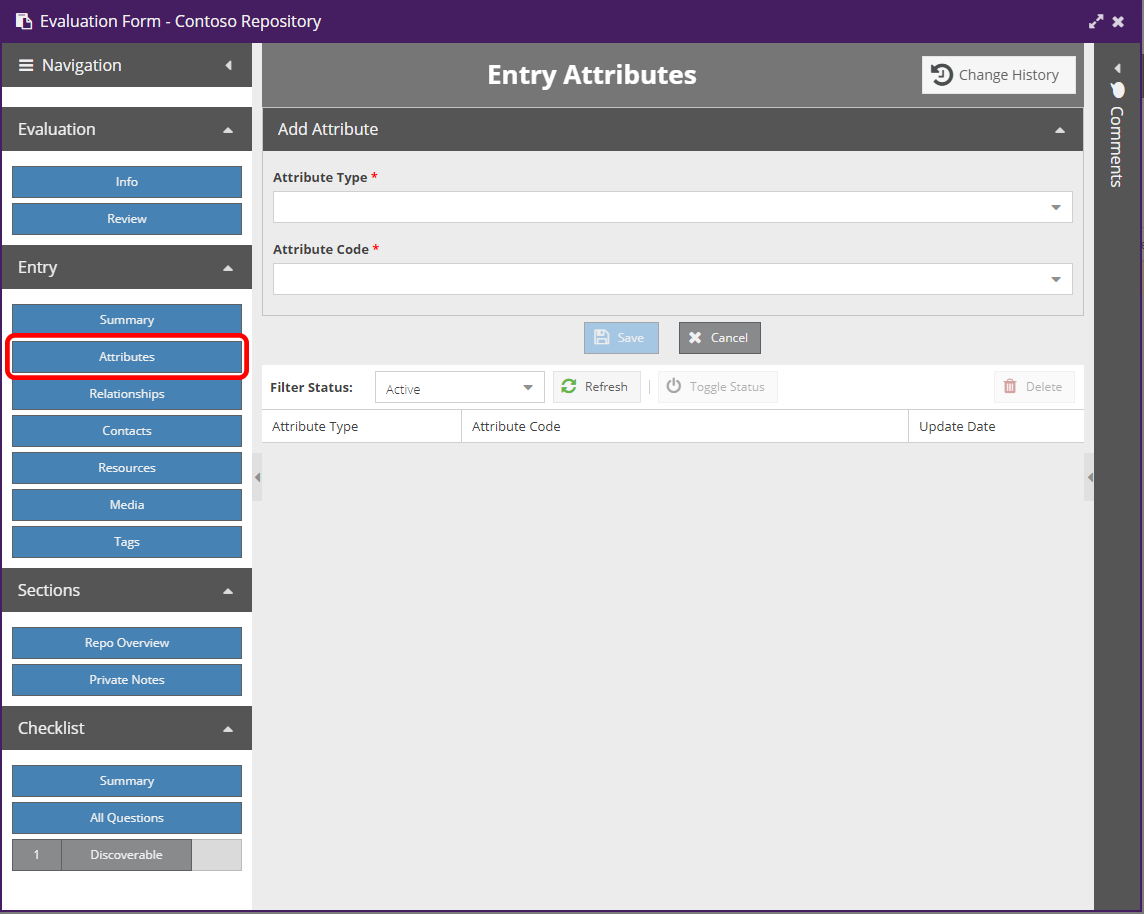 Evaluation Form - Contoso Repository
Navigation
Evaluation
Info
Review
Entry
Summary
Attributes
Relationships
Contacts
Resources
Media
Tags
Sections
Repo Overview
Private Notes
Checklist
Summary
All Questions
1 Discoverable
Entry Attributes
Change History
Add Attribute
Attribute Type *
Attribute Code *
Save Cancel
Filter Status: Active Refresh Toggle Status Delete
Attribute Type Attribute Code Update Date
Comments